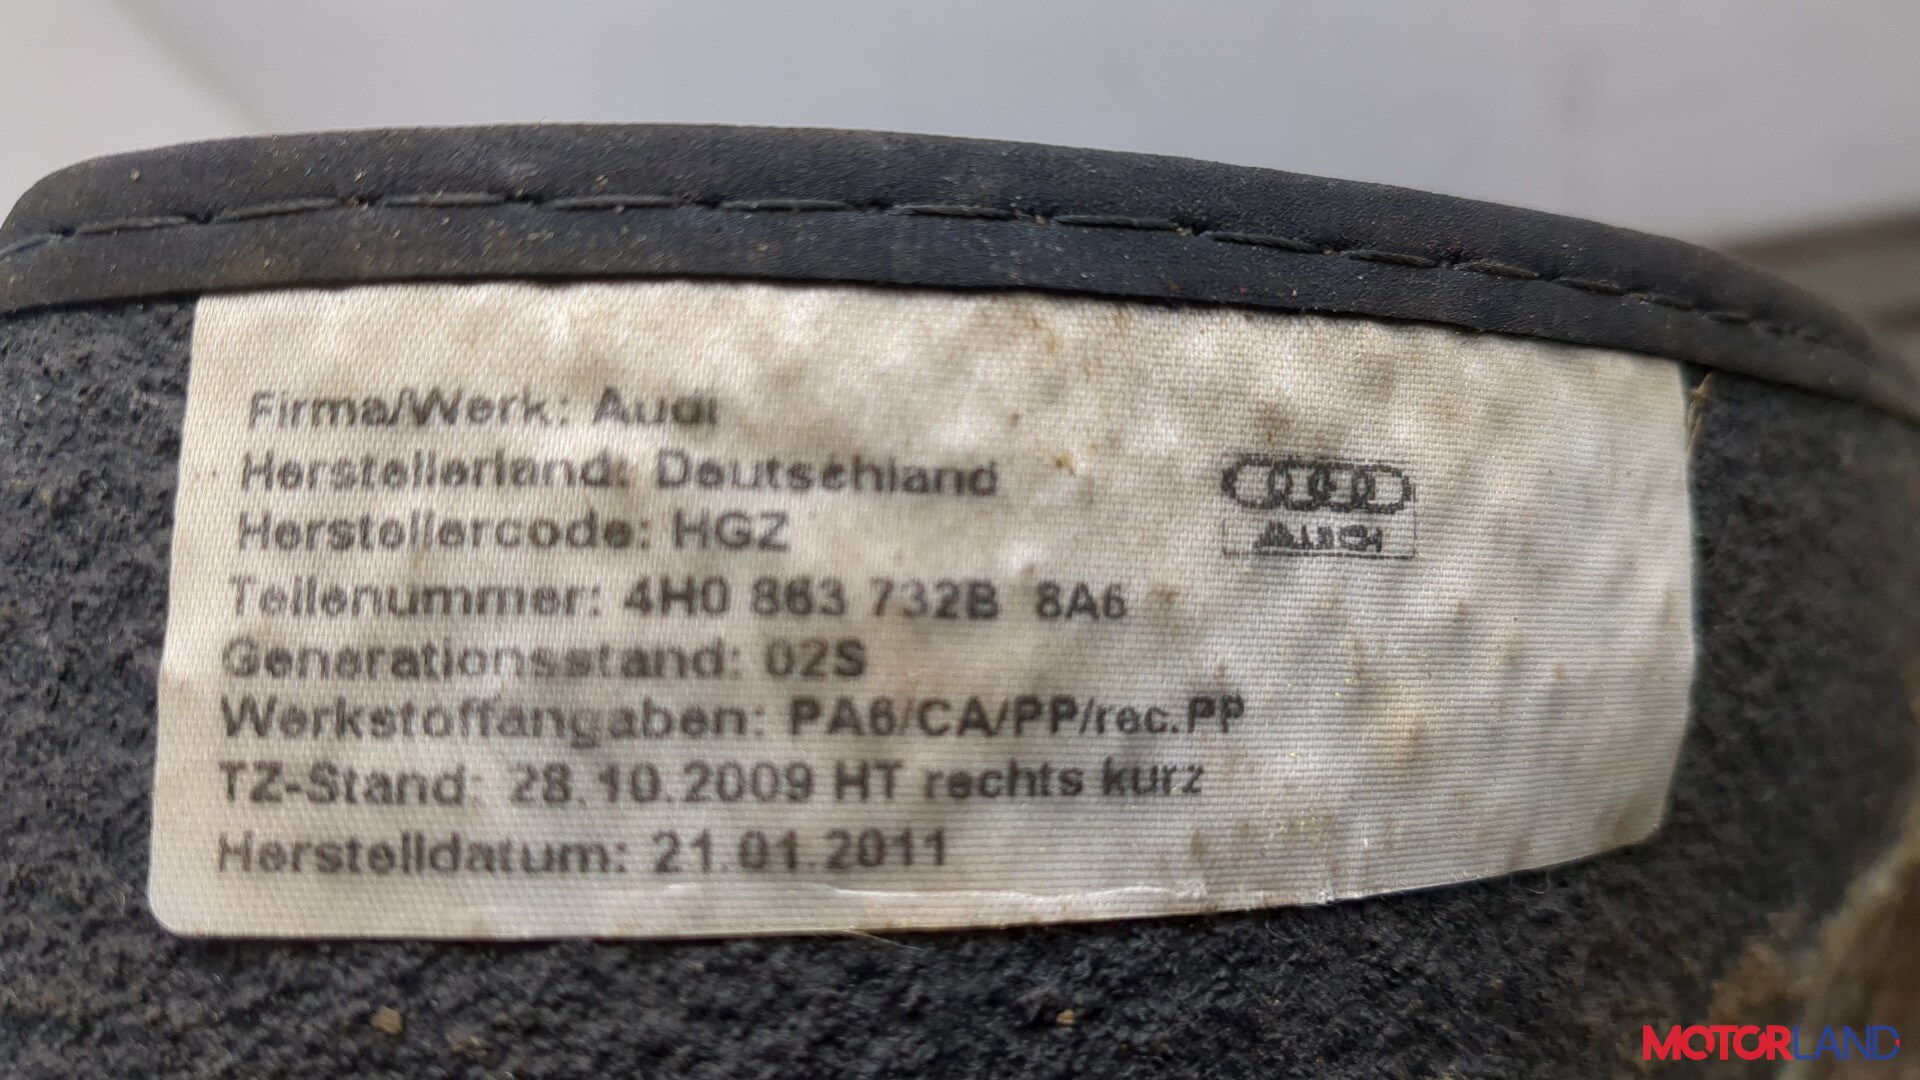 Firma/Werk: Audi
Herstellerland: Deutschland
Herstellercode: HGZ
Teilenummer: 4H0 863 732B 8A6
Generationsstand: 02S
Werkstoffangaben: PA6/CA/PP/rec.PP
TZ-Stand: 28.10.2009 HT rechts kurz
Herstelldatum: 21.01.2011
Audi
MOTORLAND